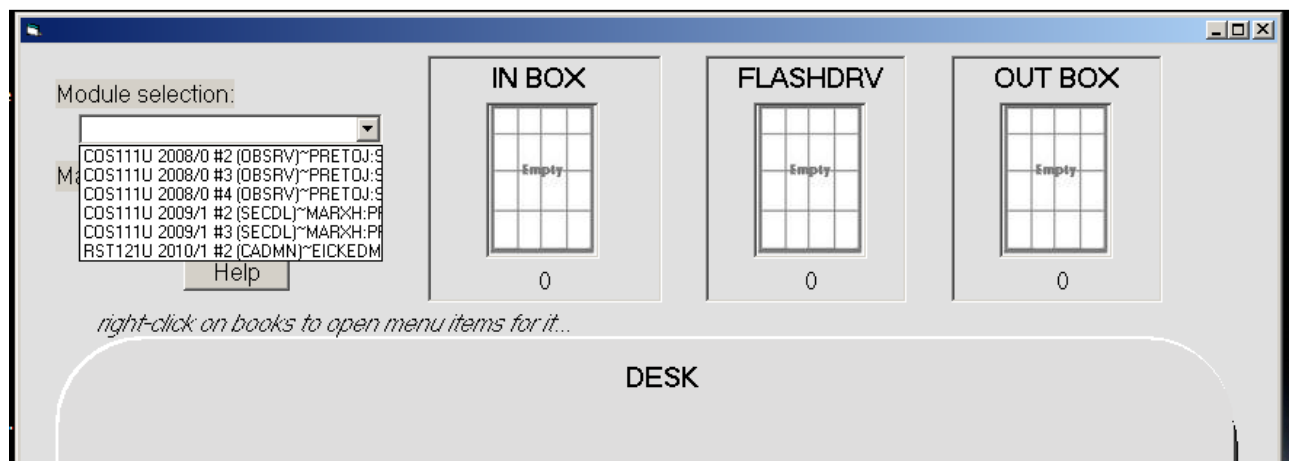 Module selection:
COS111U 2008/0 #2 (OBSRV)~PRETOJ:S
COS111U 2008/0 #3 (OBSRV)~PRETOJ:S
Ma
COS111U 2008/0 #4 (OBSRV)~PRETOJ:S
COS111U 2009/1 #2 (SECDL)~MARXH:PR
COS111U 2009/1 #3 (SECDL)~MARXH:PR
RST121U 2010/1 #2 (CADMN)~EICKEDM
Help
IN BOX
Empty
0
FLASHDRV
Empty
0
OUT BOX
Empty
0
right-click on books to open menu items for it...
DESK